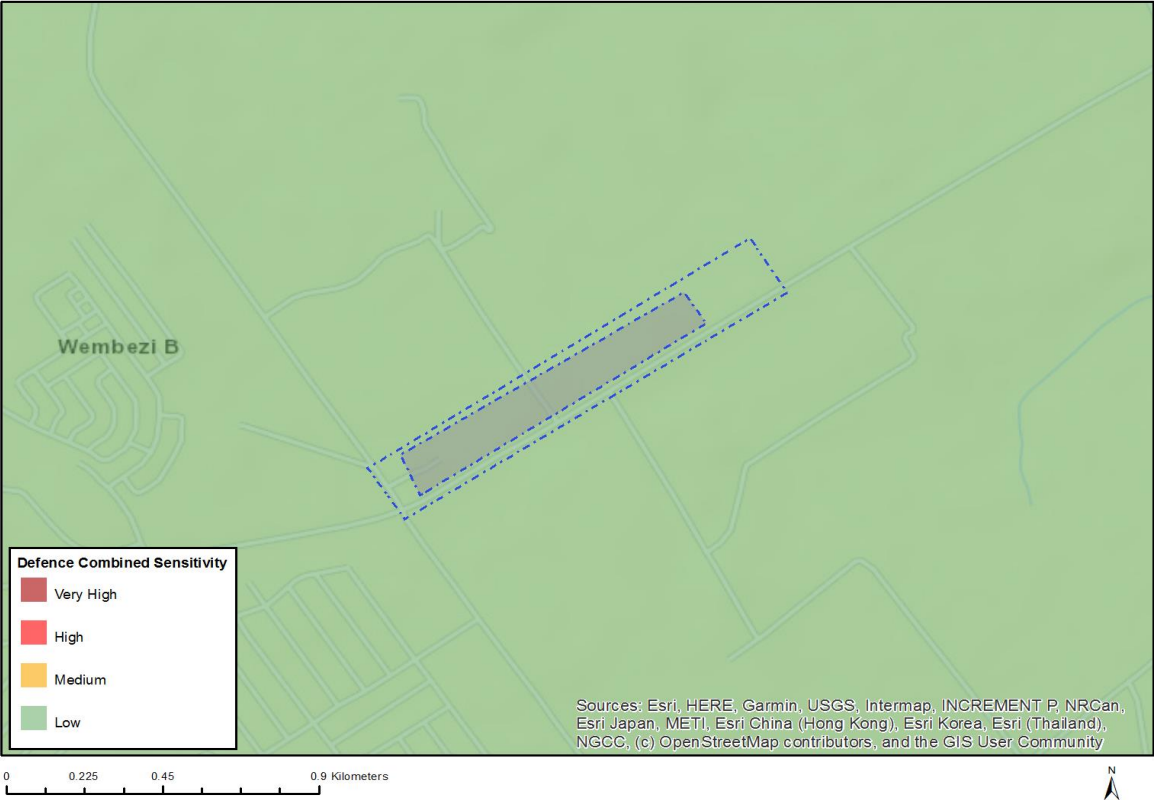 Wembezi B
Defence Combined Sensitivity
Very High
High
Medium
Low
Sources: Esri, HERE, Garmin, USGS, Intermap, INCREMENT P, NRCan,
Esri Japan, METI, Esri China (Hong Kong), Esri Korea, Esri (Thailand),
NGCC, (c) OpenStreetMap contributors, and the GIS User Community
0 0.225 0.45 0.9 Kilometers
N